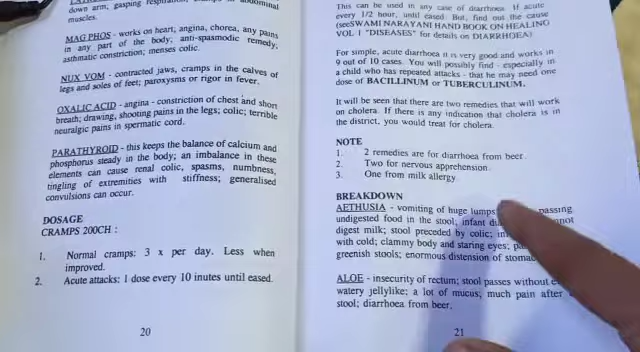 down arm, gasping
muscles.
MAG PHOS - works on heart; angina, chorea, any pains
in any part of the body; anti-spasmodic remedy,
asthmatic constriction; menses colic.
NUX VOM - contracted jaws, cramps in the calves of
legs and soles of feet; paroxysms or rigor in fever.
OXALIC ACID - angina - constriction of chest and short
breath; drawing, shooting pains in the legs; colic; terrible
neuralgic pains in spermatic cord.
PARATHYROID - this keeps the balance of calcium and
phosphorus steady in the body; an imbalance in these
elements can cause renal colic, spasms, numbness,
tingling of extremities with stiffness; generalised
convulsions can occur.
DOSAGE
CRAMPS 200CH :
1. Normal cramps: 3 x per day. Less when
improved.
2. Acute attacks: 1 dose every 10 inutes until eased.
20
This can be used in any case of diarrhoea. If acute
every 1/2 hour, until eased. But, find out the cause
(see SWAMI NARAYANI HAND BOOK ON HEALING
VOL 1 "DISEASES" for details on DIARRHOEA)
For simple, acute diarrhoea it is very good and works in
9 out of 10 cases. You will possibly find - especially in
a child who has repeated attacks - that he may need one
dose of BACILLINUM or TUBERCULINUM.
It will be seen that there are two remedies that will work
on cholera. If there is any indication that cholera is in
the district, you would treat for cholera.
NOTE
1. 2 remedies are for diarrhoea from beer.
2. Two for nervous apprehension.
3. One from milk allergy.
BREAKDOWN
AETHUSIA - vomiting of huge lumps passing
undigested food in the stool; infant
digest milk; stool preceded by colic;
with cold; clammy body and staring eyes;
greenish stools; enormous distension of
ALOE - insecurity of rectum; stool passes without
watery jellylike; a lot of mucus, much pain after
stool; diarrhoea from beer.
21